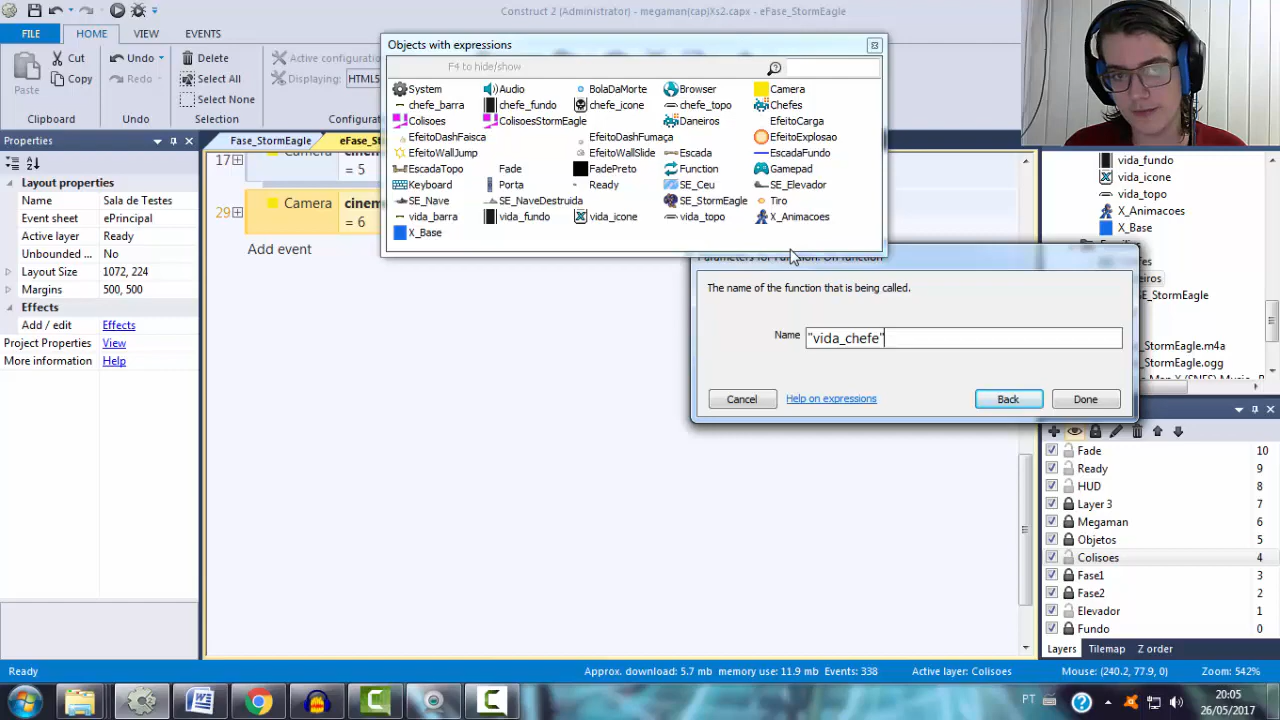 Construct 2 (Administrator) - megaman(cap)Xs2.capx - eFase_StormEagle
FILE HOME VIEW EVENTS
Paste Cut Copy
Clipboard
Undo Redo
Undo
Delete Select All Select None
Selection
Active configuration
Displaying: HTML5
Configurat
Objects with expressions
F4 to hide/show
System Audio BolaDaMorte Browser Camera
chefe_barra chefe_fundo chefe_icone chefe_topo Chefes
Colisoes ColisoesStormEagle Daneiros EfeitoCarga
EfeitoDashFaisca EfeitoDashFumaça EfeitoExplosao
EfeitoWallJump EfeitoWallSlide Escada EscadaFundo
EscadaTopo Fade FadePreto Function Gamepad
Keyboard Porta Ready SE_Ceu SE_Elevador
SE_Nave SE_NaveDestruida SE_StormEagle Tiro
vida_barra vida_fundo vida_icone vida_topo X_Animacoes
X_Base
Properties
Layout properties
Name Sala de Testes
Event sheet ePrincipal
Active layer Ready
Unbounded ... No
Layout Size 1072, 224
Margins 500, 500
Effects
Add / edit Effects
Project Properties View
More information Help
Fase_StormEagle
17
= 5
29 Camera
= 6
Add event
The name of the function that is being called.
Name "vida_chefe"
Cancel Help on expressions Back Done
vida_fundo
vida_icone
vida_topo
X_Animacoes
X_Base
Layers
Fade 10
Ready 9
HUD 8
Layer 3 7
Megaman 6
Objetos 5
Colisoes 4
Fase1 3
Fase2 2
Elevador 1
Fundo 0
Layers Tilemap Z order
Ready Approx. download: 5.7 mb memory use: 11.9 mb Events: 338 Active layer: Colisoes Mouse: (240.2, 77.9, 0) Zoom: 542%
PT 20:05
26/05/2017